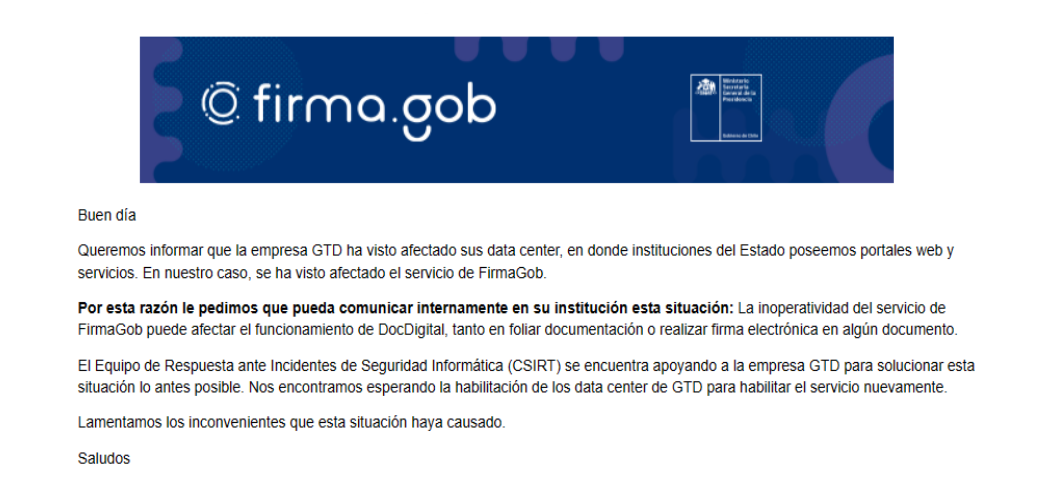 firma.gob
Ministerio
Secretaría
General de la
Presidencia
Gobierno de Chile
Buen día
Queremos informar que la empresa GTD ha visto afectado sus data center, en donde instituciones del Estado poseemos portales web y
servicios. En nuestro caso, se ha visto afectado el servicio de FirmaGob.
Por esta razón le pedimos que pueda comunicar internamente en su institución esta situación: La inoperatividad del servicio de
FirmaGob puede afectar el funcionamiento de DocDigital, tanto en foliar documentación o realizar firma electrónica en algún documento.
El Equipo de Respuesta ante Incidentes de Seguridad Informática (CSIRT) se encuentra apoyando a la empresa GTD para solucionar esta
situación lo antes posible. Nos encontramos esperando la habilitación de los data center de GTD para habilitar el servicio nuevamente.
Lamentamos los inconvenientes que esta situación haya causado.
Saludos